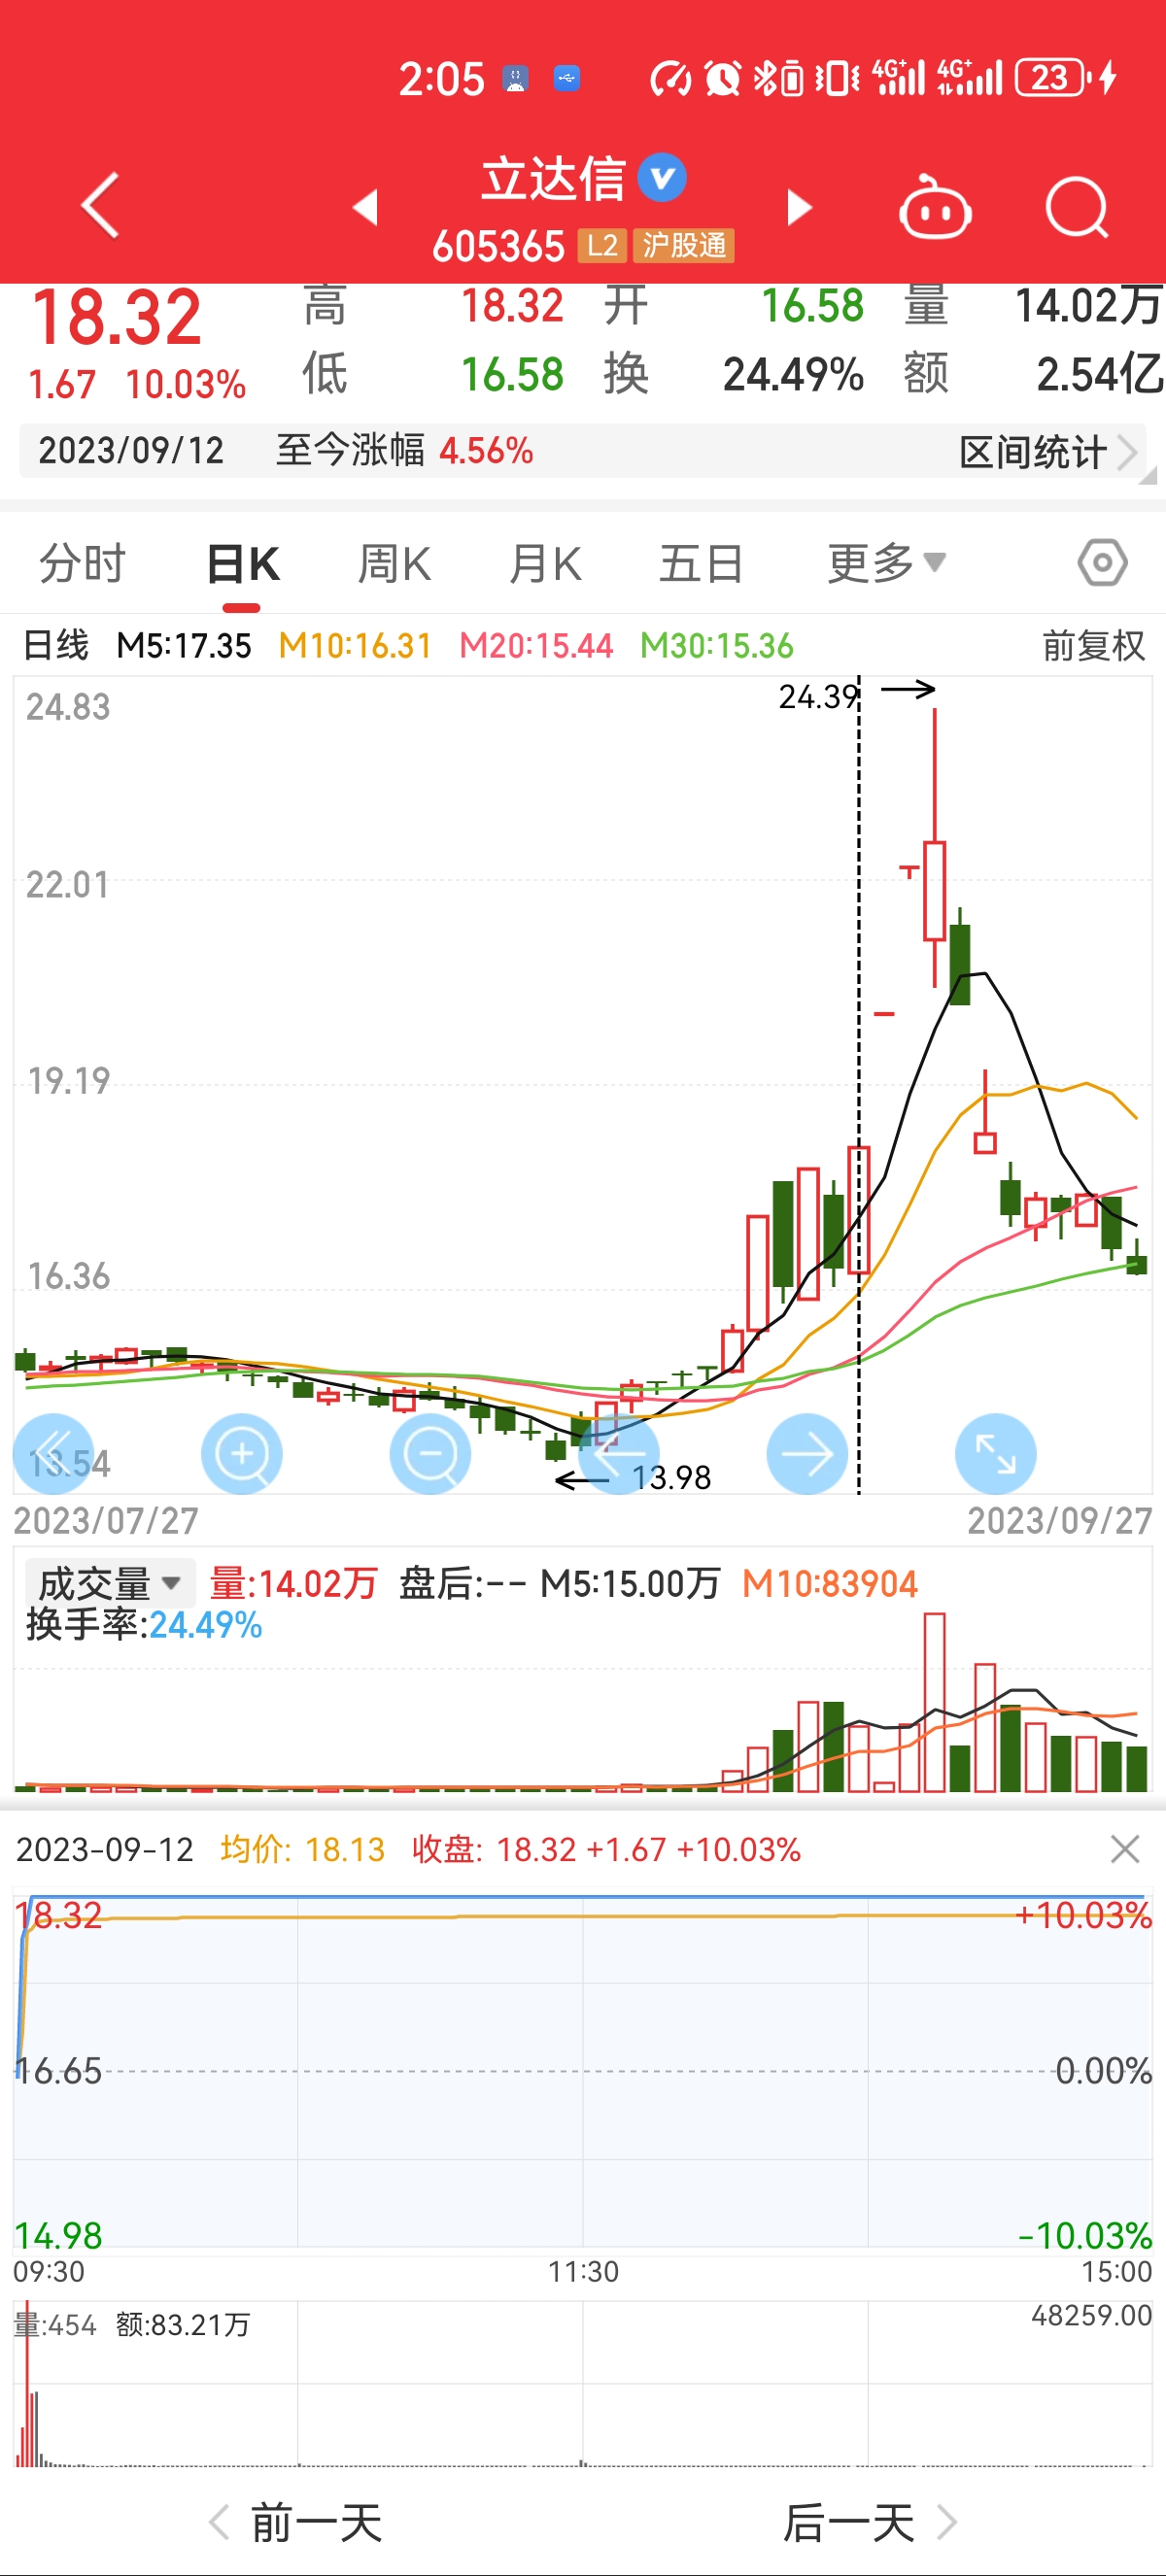 2:05 4G+ 4G+ 23
立达信
605365 L2 沪股通
18.32 高 18.32 开 16.58 量 14.02万
1.67 10.03% 低 16.58 换 24.49% 额 2.54亿
2023/09/12 至今涨幅 4.56% 区间统计
分时 日K 周K 月K 五日 更多
日线 M5:17.35 M10:16.31 M20:15.44 M30:15.36 前复权
24.83
24.39
22.01
19.19
16.36
13.54
13.98
2023/07/27 2023/09/27
成交量 量:14.02万 盘后:-- M5:15.00万 M10:83904
换手率:24.49%
2023-09-12 均价: 18.13 收盘: 18.32 +1.67 +10.03%
18.32 +10.03%
16.65 0.00%
14.98 -10.03%
09:30 11:30 15:00
量:454 额:83.21万 48259.00
前一天 后一天